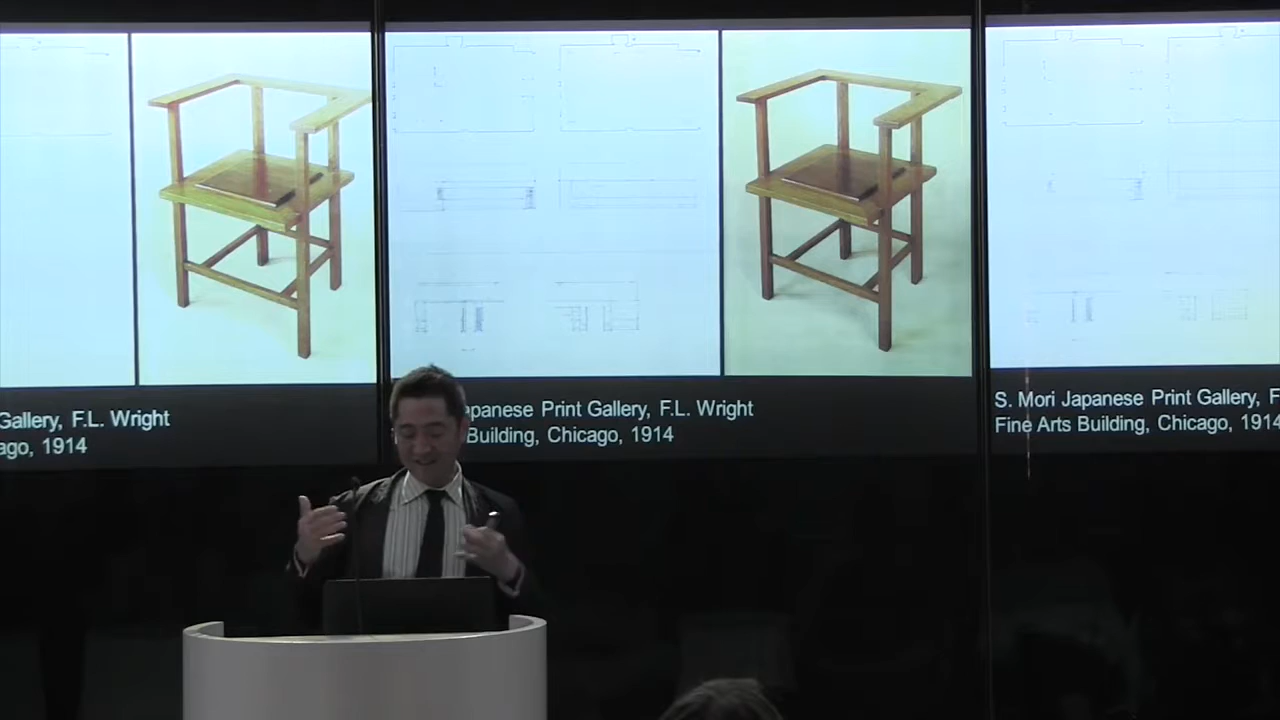 Gallery, F.L. Wright
ago, 1914
apanese Print Gallery, F.L. Wright
Building, Chicago, 1914
S. Mori Japanese Print Gallery, F
Fine Arts Building, Chicago, 1914